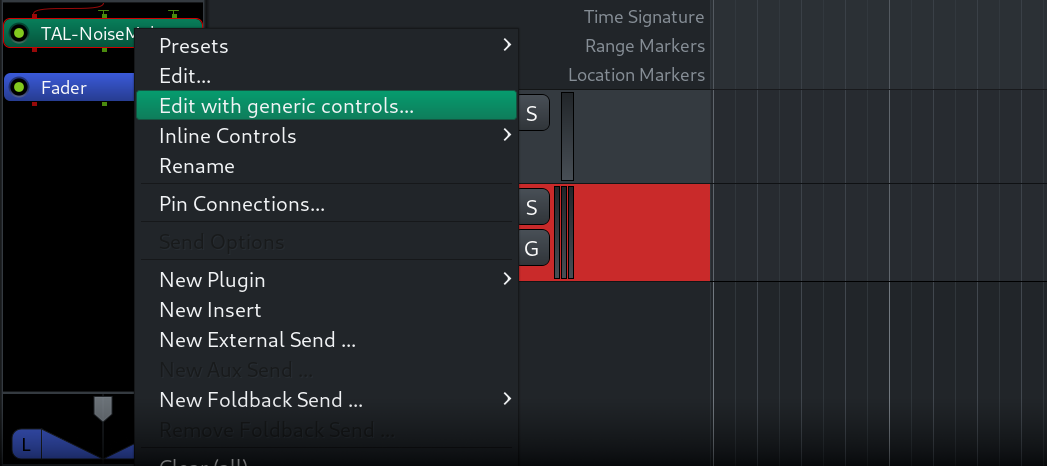 TAL-NoiseM
Fader
Presets
Edit...
Edit with generic controls...
Inline Controls
Rename
Pin Connections...
Send Options
New Plugin
New Insert
New External Send ...
New Aux Send ...
New Foldback Send ...
Remove Foldback Send ...
Clear (all)
L
Time Signature
Range Markers
Location Markers
S
S
G